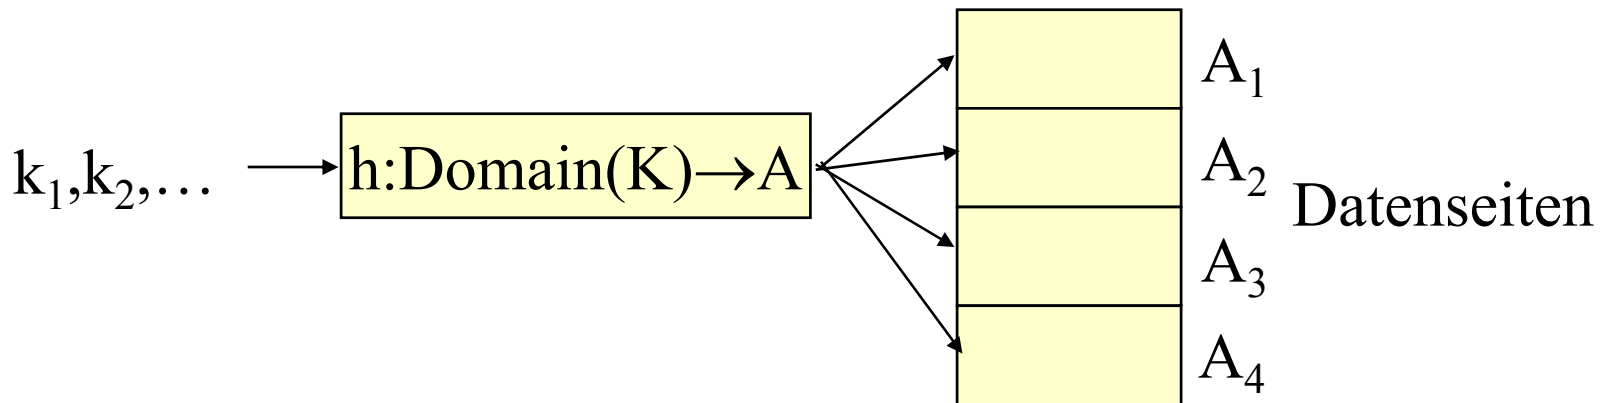 k₁,k₂,…
h:Domain(K)→A
A₁
A₂
A₃
A₄
Datenseiten